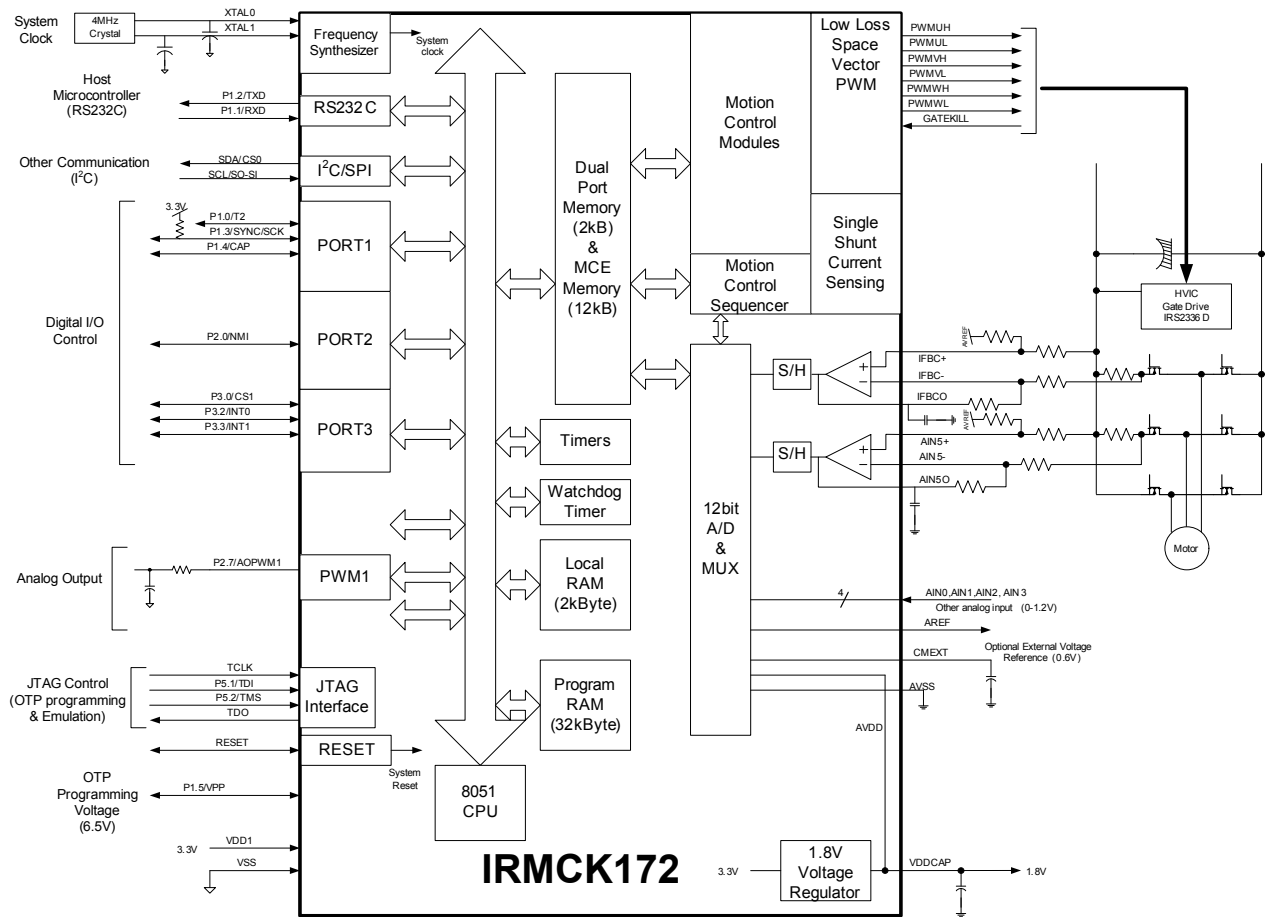 System
Clock
4MHz
Crystal
XTAL0
XTAL1
Frequency
Synthesizer
System
clock
Host
Microcontroller
(RS232C)
P1.2/TXD
P1.1/RXD
RS232C
Other Communication
(I²C)
SDA/CS0
SCL/SO-SI
I²C/SPI
Digital I/O
Control
3.3V
P1.0/T2
P1.3/SYNC/SCK
P1.4/CAP
PORT1
P2.0/NMI
PORT2
P3.0/CS1
P3.2/INT0
P3.3/INT1
PORT3
Analog Output
P2.7/AOPWM1
PWM1
JTAG Control
(OTP programming
& Emulation)
TCLK
P5.1/TDI
P5.2/TMS
TDO
JTAG
Interface
RESET
RESET
System
Reset
OTP
Programming
Voltage
(6.5V)
P1.5/VPP
3.3V
VDD1
VSS
8051
CPU
Dual
Port
Memory
(2kB)
&
MCE
Memory
(12kB)
Timers
Watchdog
Timer
Local
RAM
(2kByte)
Program
RAM
(32kByte)
Motion
Control
Modules
Motion
Control
Sequencer
Low Loss
Space
Vector
PWM
Single
Shunt
Current
Sensing
12bit
A/D
&
MUX
S/H
S/H
+
−
+
−
PWMUH
PWMUL
PWMVH
PWMVL
PWMWH
PWMWL
GATEKILL
HVIC
Gate Drive
IRS2336 D
AVREF
IFBC+
IFBC-
IFBCO
AVREF
AIN5+
AIN5-
AIN5O
Motor
4
AIN0,AIN1,AIN2, AIN 3
Other analog input (0-1.2V)
AREF
Optional External Voltage
Reference (0.6V)
CMEXT
AVSS
AVDD
IRMCK172
3.3V
1.8V
Voltage
Regulator
VDDCAP
1.8V